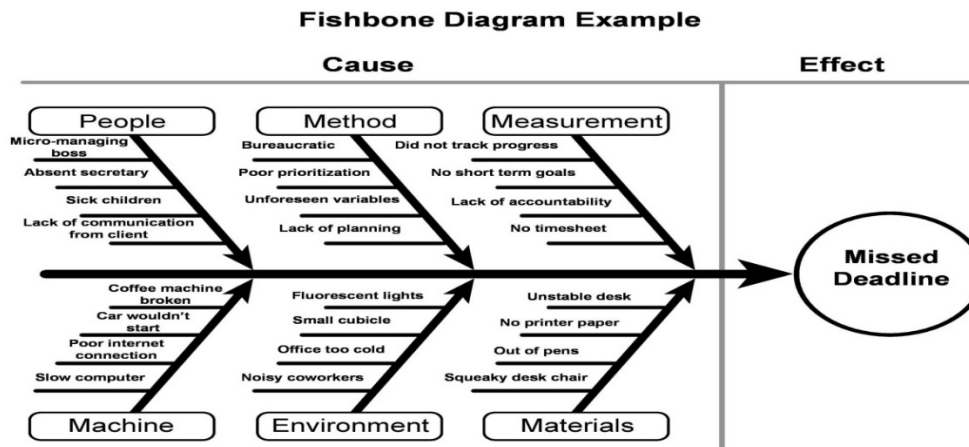 Fishbone Diagram Example
Cause
Effect
People
Method
Measurement
Micro-managing
boss
Absent secretary
Sick children
Lack of communication
from client
Bureaucratic
Poor prioritization
Unforeseen variables
Lack of planning
Did not track progress
No short term goals
Lack of accountability
No timesheet
Missed
Deadline
Coffee machine
broken
Car wouldn't
start
Poor internet
connection
Slow computer
Fluorescent lights
Small cubicle
Office too cold
Noisy coworkers
Unstable desk
No printer paper
Out of pens
Squeaky desk chair
Machine
Environment
Materials